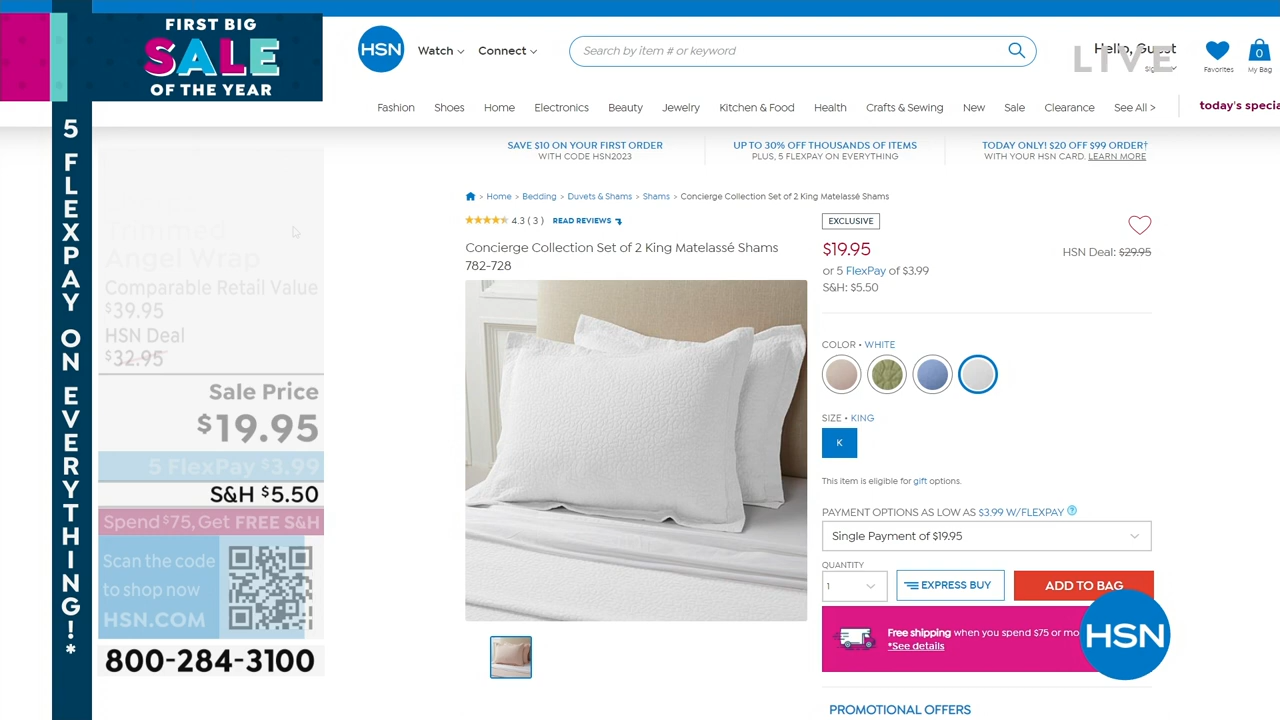 FIRST BIG
SALE
OF THE YEAR
5 FLEXPAY ON EVERYTHING!*
HSN
Watch
Connect
Search by item # or keyword
Hello, Guest
LIVE
Favorites
0
My Bag
Fashion
Shoes
Home
Electronics
Beauty
Jewelry
Kitchen & Food
Health
Crafts & Sewing
New
Sale
Clearance
See All >
today's specia
SAVE $10 ON YOUR FIRST ORDER
WITH CODE HSN2023
UP TO 30% OFF THOUSANDS OF ITEMS
PLUS, 5 FLEXPAY ON EVERYTHING
TODAY ONLY! $20 OFF $99 ORDER†
WITH YOUR HSN CARD. LEARN MORE
Trimmed
Angel Wrap
Comparable Retail Value
$39.95
HSN Deal
$32.95
Sale Price
$19.95
5 FlexPay $3.99
S&H $5.50
Spend $75, Get FREE S&H
Scan the code
to shop now
HSN.COM
800-284-3100
> Home > Bedding > Duvets & Shams > Shams > Concierge Collection Set of 2 King Matelassé Shams
4.3 ( 3 ) READ REVIEWS
Concierge Collection Set of 2 King Matelassé Shams
782-728
EXCLUSIVE
$19.95
HSN Deal: $29.95
or 5 FlexPay of $3.99
S&H: $5.50
COLOR • WHITE
SIZE • KING
K
This item is eligible for gift options.
PAYMENT OPTIONS AS LOW AS $3.99 W/FLEXPAY ?
Single Payment of $19.95
QUANTITY
1
EXPRESS BUY
ADD TO BAG
Free shipping when you spend $75 or mo
*See details
HSN
PROMOTIONAL OFFERS